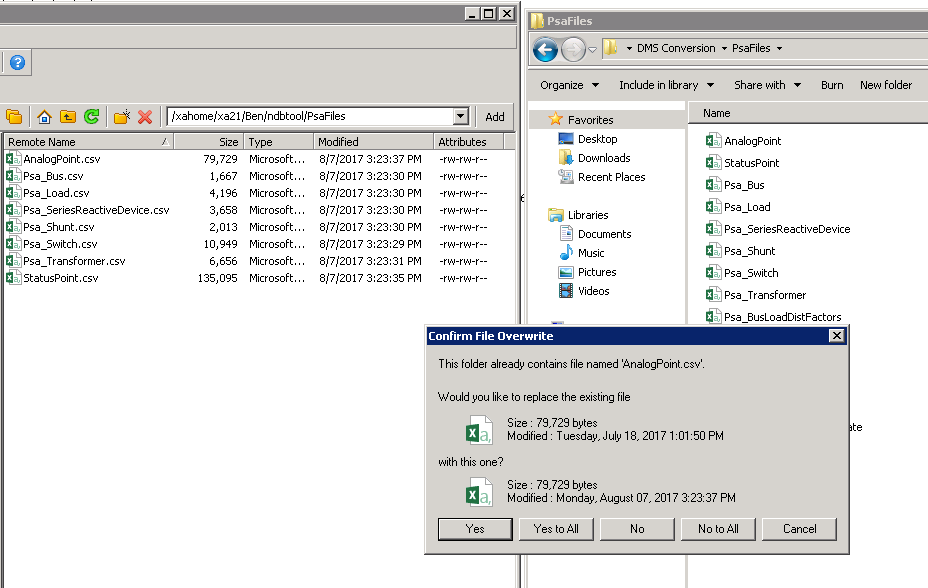 PsaFiles
DMS Conversion PsaFiles
Organize Include in library Share with Burn New folder
/xahome/xa21/Ben/ndbtool/PsaFiles Add
Remote Name Size Type Modified Attributes
AnalogPoint.csv 79,729 Microsoft... 8/7/2017 3:23:37 PM -rw-rw-r--
Psa_Bus.csv 1,667 Microsoft... 8/7/2017 3:23:30 PM -rw-rw-r--
Psa_Load.csv 4,196 Microsoft... 8/7/2017 3:23:30 PM -rw-rw-r--
Psa_SeriesReactiveDevice.csv 3,658 Microsoft... 8/7/2017 3:23:30 PM -rw-rw-r--
Psa_Shunt.csv 2,013 Microsoft... 8/7/2017 3:23:30 PM -rw-rw-r--
Psa_Switch.csv 10,949 Microsoft... 8/7/2017 3:23:29 PM -rw-rw-r--
Psa_Transformer.csv 6,656 Microsoft... 8/7/2017 3:23:31 PM -rw-rw-r--
StatusPoint.csv 135,095 Microsoft... 8/7/2017 3:23:35 PM -rw-rw-r--
Favorites
Desktop
Downloads
Recent Places
Libraries
Documents
Music
Pictures
Videos
Name
AnalogPoint
StatusPoint
Psa_Bus
Psa_Load
Psa_SeriesReactiveDevice
Psa_Shunt
Psa_Switch
Psa_Transformer
Psa_BusLoadDistFactors
ate
Confirm File Overwrite
This folder already contains file named 'AnalogPoint.csv'.
Would you like to replace the existing file
Size : 79,729 bytes
Modified : Tuesday, July 18, 2017 1:01:50 PM
with this one?
Size : 79,729 bytes
Modified : Monday, August 07, 2017 3:23:37 PM
Yes Yes to All No No to All Cancel